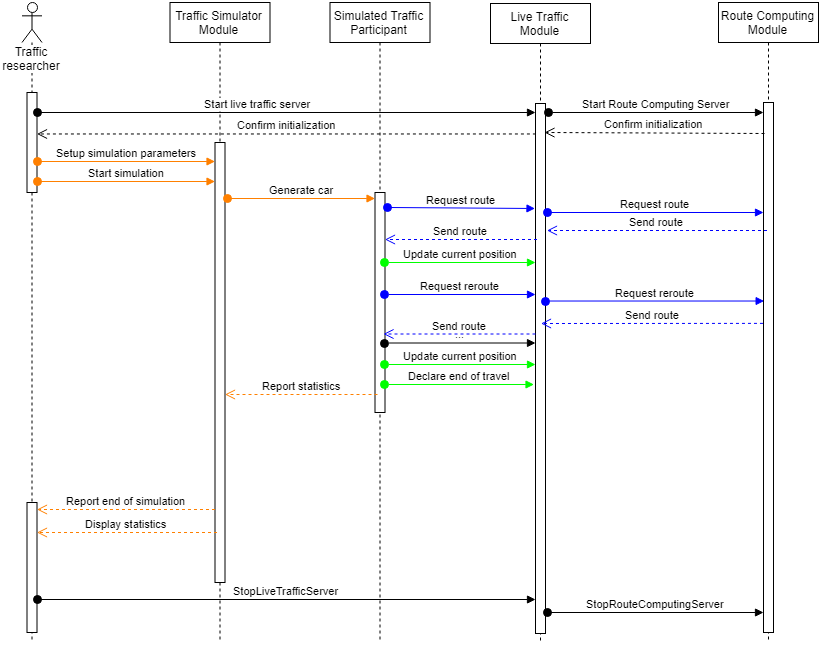 Traffic Simulator
Module
Simulated Traffic
Participant
Live Traffic
Module
Route Computing
Module
Traffic
researcher
Start live traffic server
Start Route Computing Server
Confirm initialization
Confirm initialization
Setup simulation parameters
Start simulation
Generate car
Request route
Request route
Send route
Send route
Update current position
Request reroute
Request reroute
Send route
Send route
...
Update current position
Declare end of travel
Report statistics
Report end of simulation
Display statistics
StopLiveTrafficServer
StopRouteComputingServer